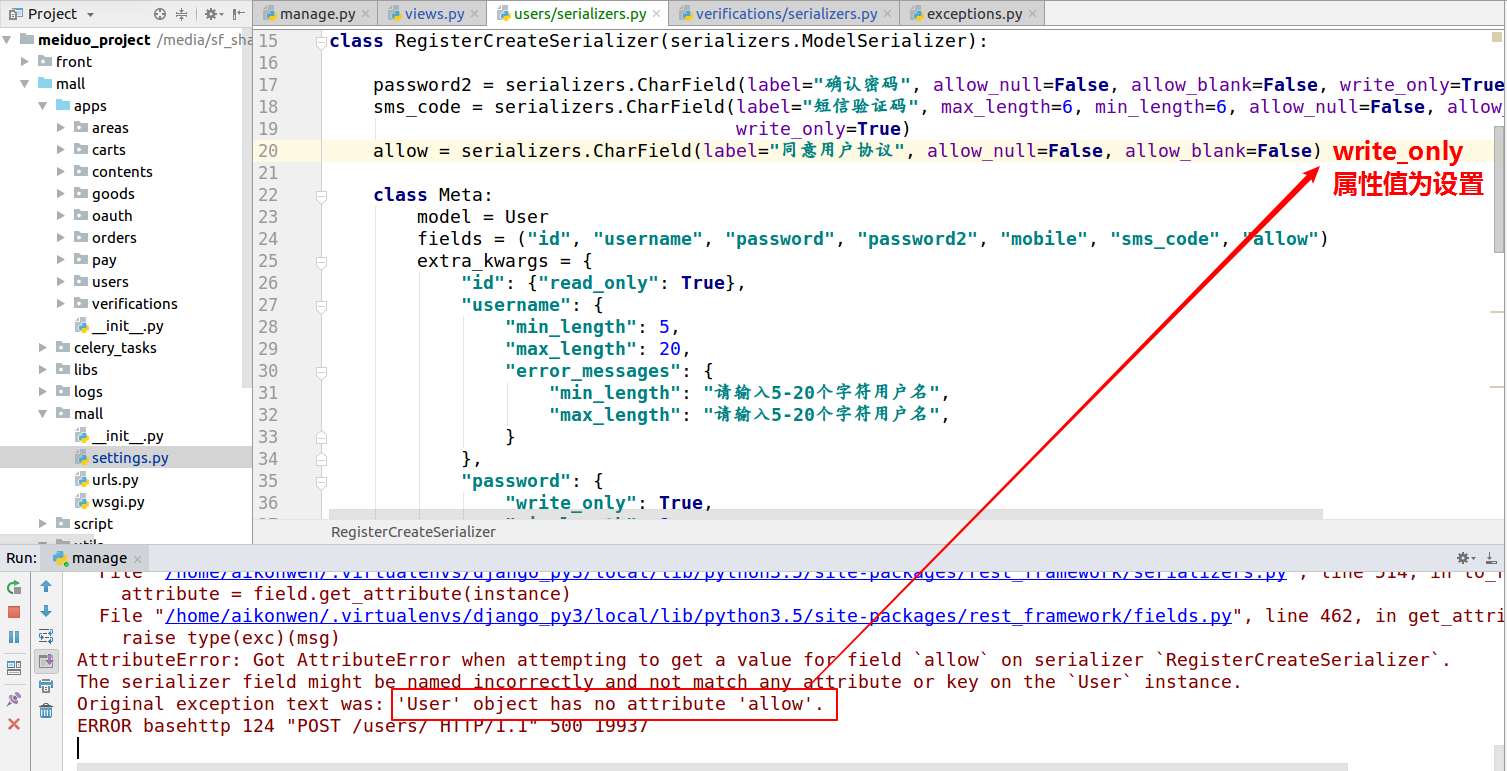 Project
manage.py
views.py
users/serializers.py
verifications/serializers.py
exceptions.py
meiduo_project /media/sf_sha
front
mall
apps
areas
carts
contents
goods
oauth
orders
pay
users
verifications
__init__.py
celery_tasks
libs
logs
mall
__init__.py
settings.py
urls.py
wsgi.py
script
15 class RegisterCreateSerializer(serializers.ModelSerializer):
16
17 password2 = serializers.CharField(label="确认密码", allow_null=False, allow_blank=False, write_only=True
18 sms_code = serializers.CharField(label="短信验证码", max_length=6, min_length=6, allow_null=False, allow_
19 write_only=True)
20 allow = serializers.CharField(label="同意用户协议", allow_null=False, allow_blank=False)
write_only
属性值为设置
21
22 class Meta:
23 model = User
24 fields = ("id", "username", "password", "password2", "mobile", "sms_code", "allow")
25 extra_kwargs = {
26 "id": {"read_only": True},
27 "username": {
28 "min_length": 5,
29 "max_length": 20,
30 "error_messages": {
31 "min_length": "请输入5-20个字符用户名",
32 "max_length": "请输入5-20个字符用户名",
33 }
34 },
35 "password": {
36 "write_only": True,
RegisterCreateSerializer
Run: manage
File "/home/aikonwen/.virtualenvs/django_py3/local/lib/python3.5/site-packages/rest_framework/serializers.py", line 514, in to_r
attribute = field.get_attribute(instance)
File "/home/aikonwen/.virtualenvs/django_py3/local/lib/python3.5/site-packages/rest_framework/fields.py", line 462, in get_attri
raise type(exc)(msg)
AttributeError: Got AttributeError when attempting to get a value for field `allow` on serializer `RegisterCreateSerializer`.
The serializer field might be named incorrectly and not match any attribute or key on the `User` instance.
Original exception text was: 'User' object has no attribute 'allow'.
ERROR basehttp 124 "POST /users/ HTTP/1.1" 500 19937